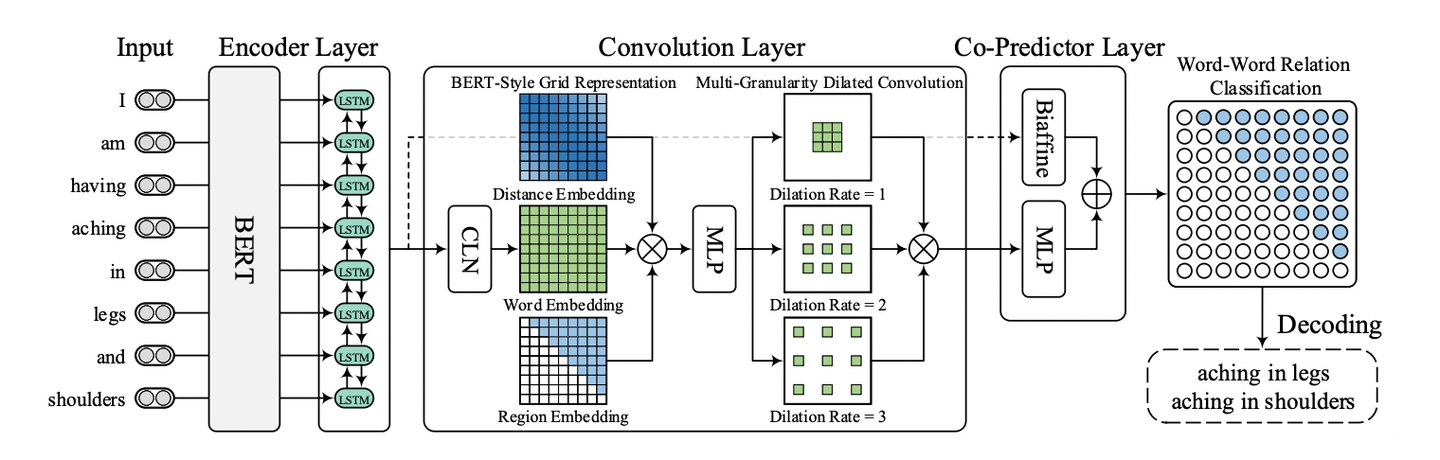 Input
Encoder Layer
Convolution Layer
Co-Predictor Layer
I
am
having
aching
in
legs
and
shoulders
BERT
LSTM
LSTM
LSTM
LSTM
LSTM
LSTM
LSTM
LSTM
BERT-Style Grid Representation
Distance Embedding
CLN
Word Embedding
Region Embedding
MLP
Multi-Granularity Dilated Convolution
Dilation Rate = 1
Dilation Rate = 2
Dilation Rate = 3
Biaffine
MLP
Word-Word Relation
Classification
Decoding
aching in legs
aching in shoulders